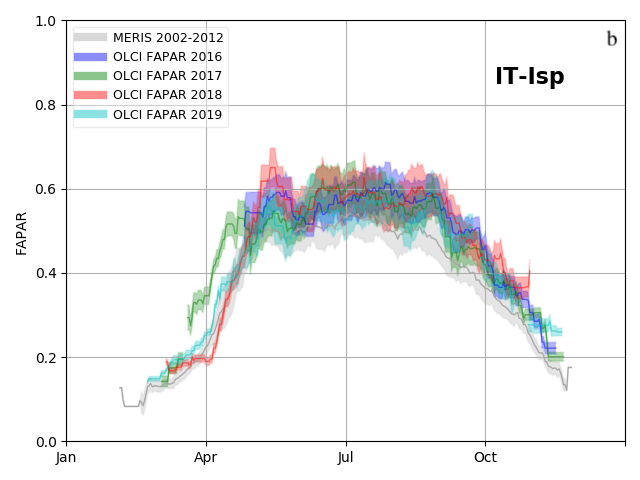 1.0
0.8
0.6
0.4
0.2
0.0
FAPAR
MERIS 2002-2012
OLCI FAPAR 2016
OLCI FAPAR 2017
OLCI FAPAR 2018
OLCI FAPAR 2019
b
IT-Isp
Jan
Apr
Jul
Oct